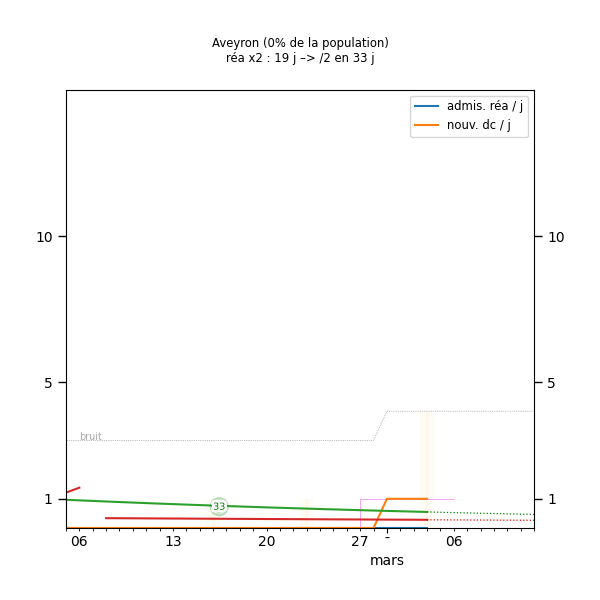 Aveyron (0% de la population)
réa x2 : 19 j –> /2 en 33 j
admis. réa / j
nouv. dc / j
10
10
5
5
bruit
1
1
33
06
13
20
27
-
06
mars